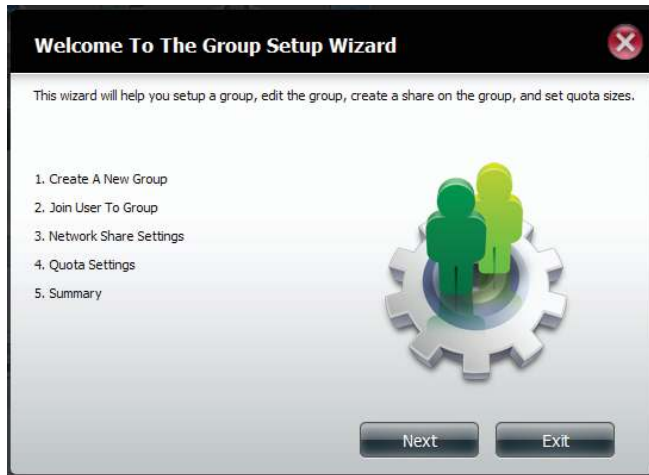 Welcome To The Group Setup Wizard
This wizard will help you setup a group, edit the group, create a share on the group, and set quota sizes.
1. Create A New Group
2. Join User To Group
3. Network Share Settings
4. Quota Settings
5. Summary
Next
Exit